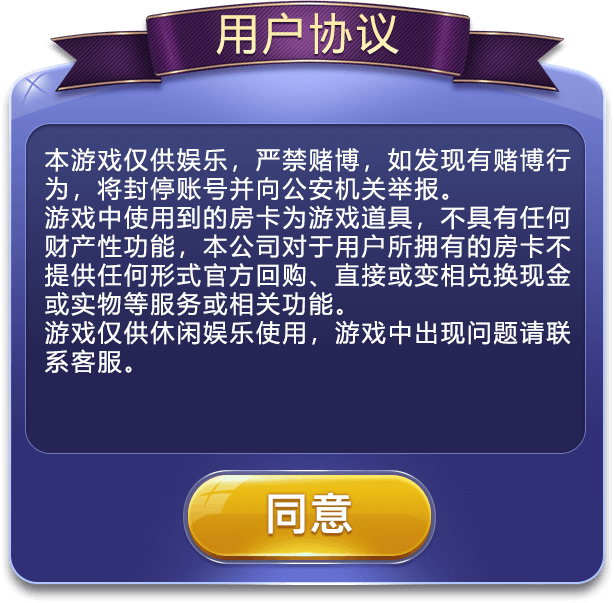 用户协议
本游戏仅供娱乐，严禁赌博，如发现有赌博行
为，将封停账号并向公安机关举报。
游戏中使用到的房卡为游戏道具，不具有任何
财产性功能，本公司对于用户所拥有的房卡不
提供任何形式官方回购、直接或变相兑换现金
或实物等服务或相关功能。
游戏仅供休闲娱乐使用，游戏中出现问题请联
系客服。
同意